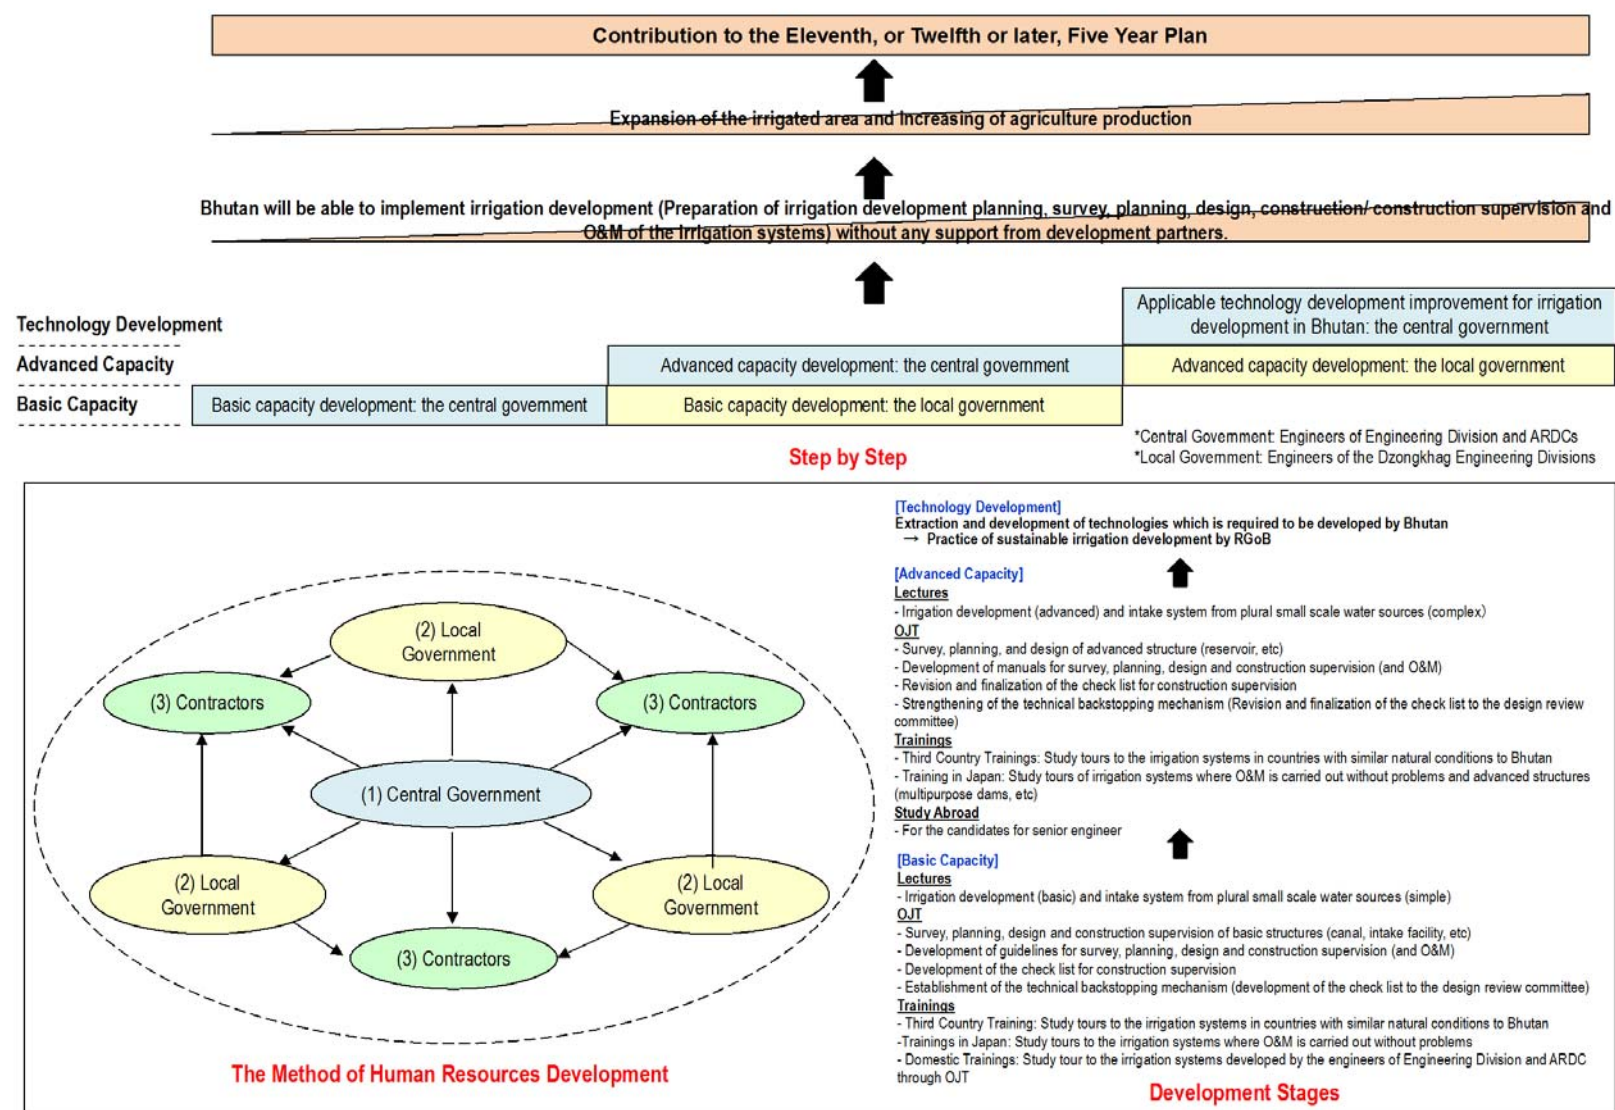 Contribution to the Eleventh, or Twelfth or later, Five Year Plan
Expansion of the irrigated area and increasing of agriculture production
Bhutan will be able to implement irrigation development (Preparation of irrigation development planning, survey, planning, design, construction/ construction supervision and
O&M of the irrigation systems) without any support from development partners.
Technology Development
Applicable technology development improvement for irrigation
development in Bhutan: the central government
Advanced Capacity
Advanced capacity development: the central government
Advanced capacity development: the local government
Basic Capacity
Basic capacity development: the central government
Basic capacity development: the local government
Step by Step
*Central Government: Engineers of Engineering Division and ARDCs
*Local Government: Engineers of the Dzongkhag Engineering Divisions
(2) Local
Government
(3) Contractors
(3) Contractors
(1) Central Government
(2) Local
Government
(2) Local
Government
(3) Contractors
The Method of Human Resources Development
[Technology Development]
Extraction and development of technologies which is required to be developed by Bhutan
→ Practice of sustainable irrigation development by RGoB
[Advanced Capacity]
Lectures
- Irrigation development (advanced) and intake system from plural small scale water sources (complex)
OJT
- Survey, planning, and design of advanced structure (reservoir, etc)
- Development of manuals for survey, planning, design and construction supervision (and O&M)
- Revision and finalization of the check list for construction supervision
- Strengthening of the technical backstopping mechanism (Revision and finalization of the check list to the design review
committee)
Trainings
- Third Country Trainings: Study tours to the irrigation systems in countries with similar natural conditions to Bhutan
- Training in Japan: Study tours of irrigation systems where O&M is carried out without problems and advanced structures
(multipurpose dams, etc)
Study Abroad
- For the candidates for senior engineer
[Basic Capacity]
Lectures
- Irrigation development (basic) and intake system from plural small scale water sources (simple)
OJT
- Survey, planning, design and construction supervision of basic structures (canal, intake facility, etc)
- Development of guidelines for survey, planning, design and construction supervision (and O&M)
- Development of the check list for construction supervision
- Establishment of the technical backstopping mechanism (development of the check list to the design review committee)
Trainings
- Third Country Training: Study tours to the irrigation systems in countries with similar natural conditions to Bhutan
-Trainings in Japan: Study tours to the irrigation systems where O&M is carried out without problems
- Domestic Trainings: Study tour to the irrigation systems developed by the engineers of Engineering Division and ARDC
through OJT
Development Stages